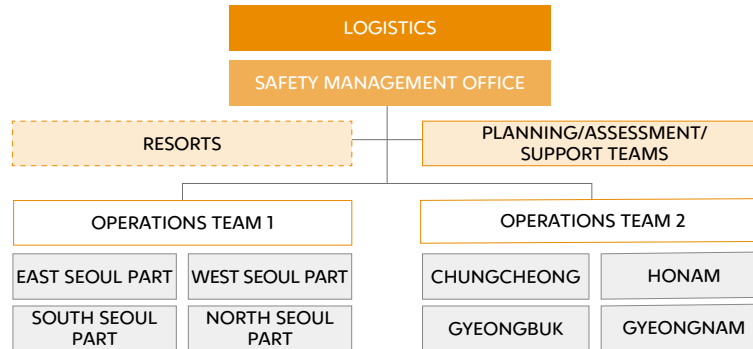 LOGISTICS
SAFETY MANAGEMENT OFFICE
RESORTS
PLANNING/ASSESSMENT/
SUPPORT TEAMS
OPERATIONS TEAM 1
OPERATIONS TEAM 2
EAST SEOUL PART
WEST SEOUL PART
CHUNGCHEONG
HONAM
SOUTH SEOUL
PART
NORTH SEOUL
PART
GYEONGBUK
GYEONGNAM